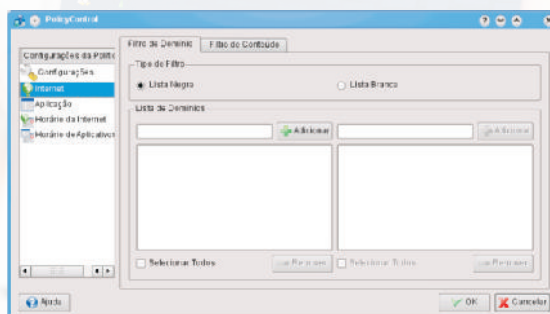 PolicyControl
Configurações da Polític
Configurações
Internet
Aplicação
Horário da Internet
Horário de Aplicativos
Filtro de Domínio
Filtro de Conteúdo
Tipo de Filtro
Lista Negra
Lista Branca
Lista de Domínios
Adicionar
Adicionar
Selecionar Todos
Remover
Selecionar Todos
Remover
Ajuda
OK
Cancelar